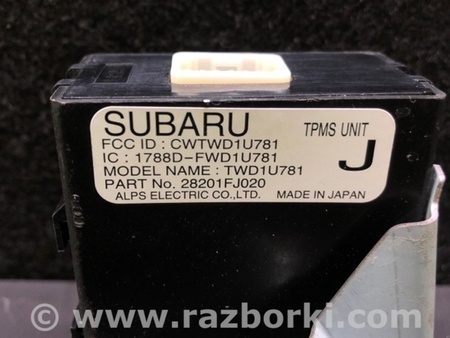 SUBARU TPMS UNIT
FCC ID : CWTWD1U781
IC : 1788D-FWD1U781
MODEL NAME : TWD1U781
PART No. 28201FJ020
J
ALPS ELECTRIC CO.,LTD. MADE IN JAPAN
© www.razborki.com